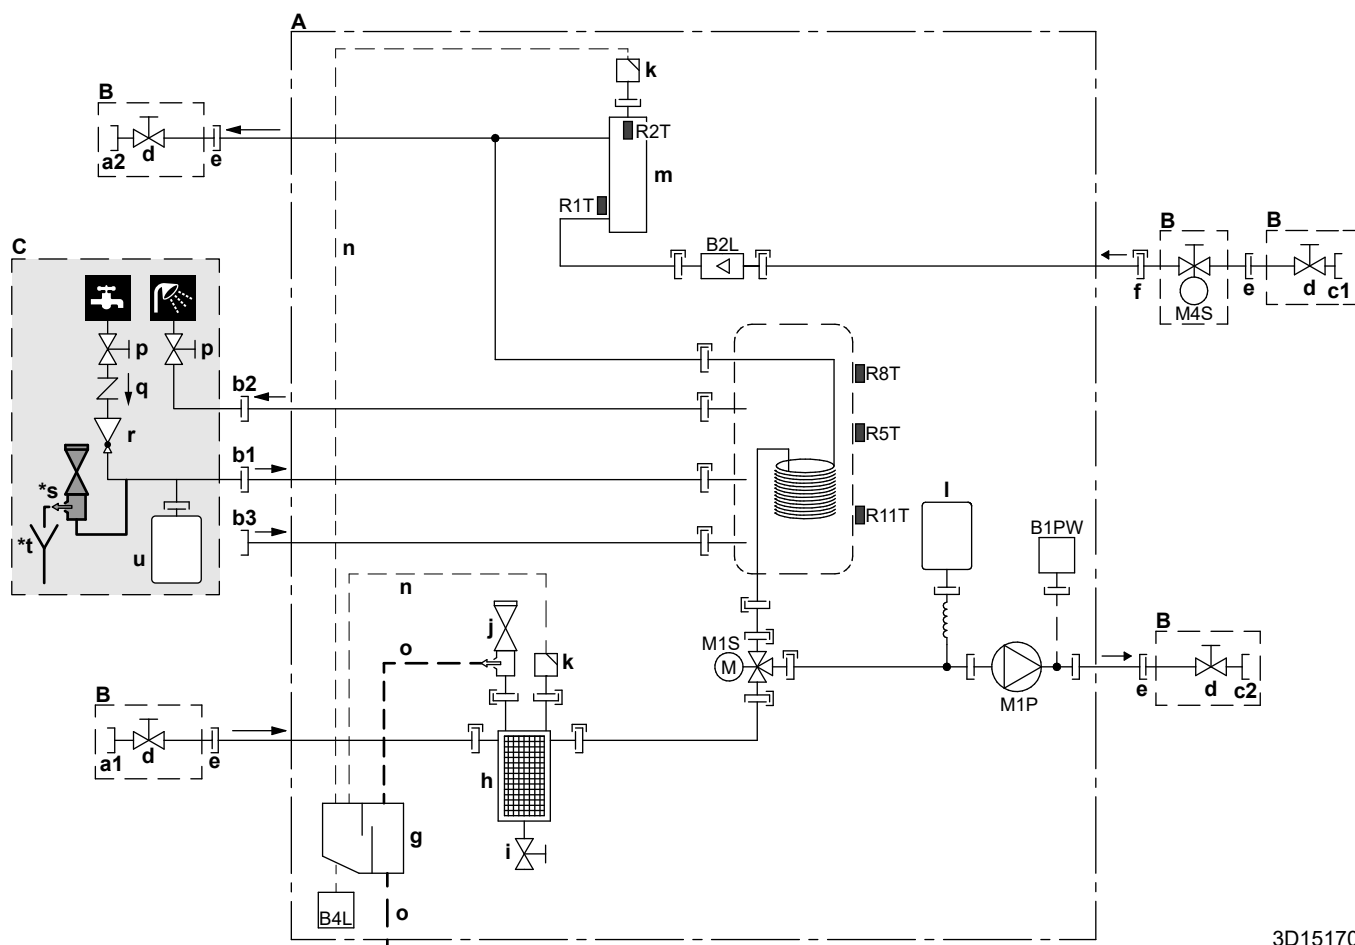 A
k
B
R2T
a2
d
e
m
R1T
n
B2L
B
B
f
e
d
c1
M4S
C
p
p
q
b2
R8T
r
R5T
b1
*s
l
R11T
b3
B1PW
*t
u
n
j
M1S
B
o
k
M
M1P
e
d
c2
B
a1
d
e
h
g
i
B4L
o
3D15170